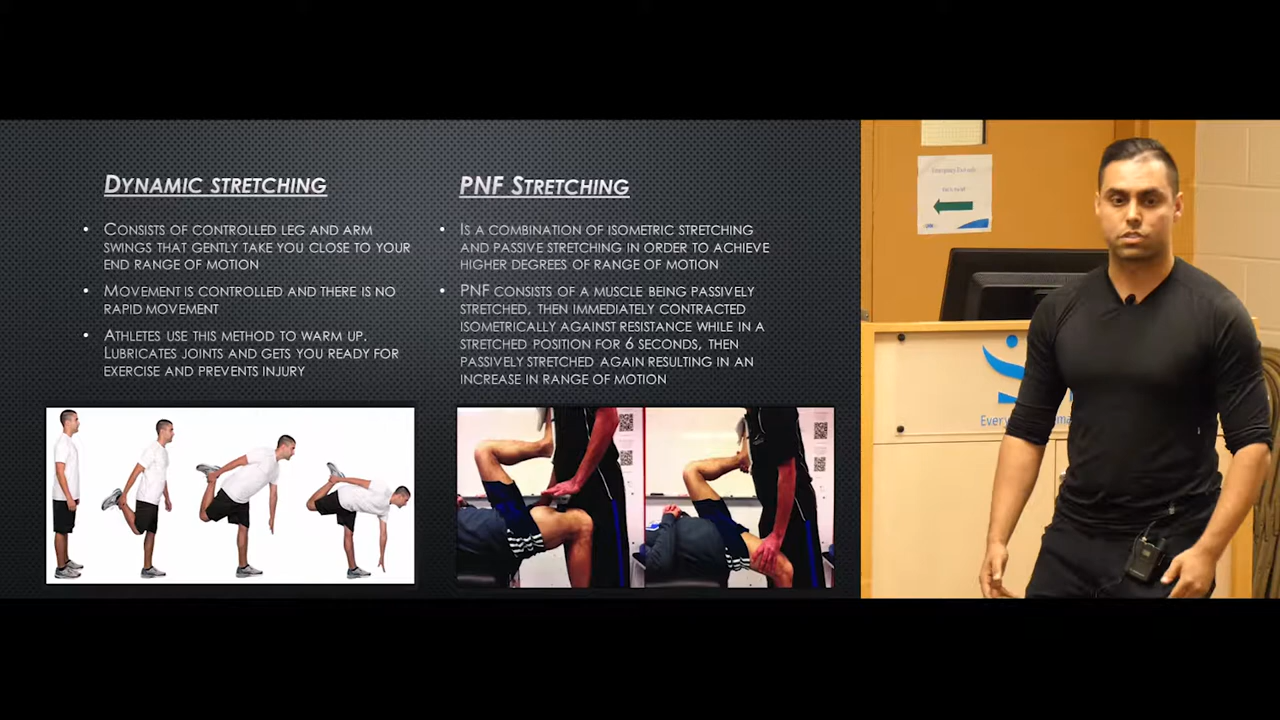 DYNAMIC STRETCHING
• CONSISTS OF CONTROLLED LEG AND ARM
SWINGS THAT GENTLY TAKE YOU CLOSE TO YOUR
END RANGE OF MOTION
• MOVEMENT IS CONTROLLED AND THERE IS NO
RAPID MOVEMENT
• ATHLETES USE THIS METHOD TO WARM UP.
LUBRICATES JOINTS AND GETS YOU READY FOR
EXERCISE AND PREVENTS INJURY
PNF STRETCHING
• IS A COMBINATION OF ISOMETRIC STRETCHING
AND PASSIVE STRETCHING IN ORDER TO ACHIEVE
HIGHER DEGREES OF RANGE OF MOTION
• PNF CONSISTS OF A MUSCLE BEING PASSIVELY
STRETCHED, THEN IMMEDIATELY CONTRACTED
ISOMETRICALLY AGAINST RESISTANCE WHILE IN A
STRETCHED POSITION FOR 6 SECONDS, THEN
PASSIVELY STRETCHED AGAIN RESULTING IN AN
INCREASE IN RANGE OF MOTION